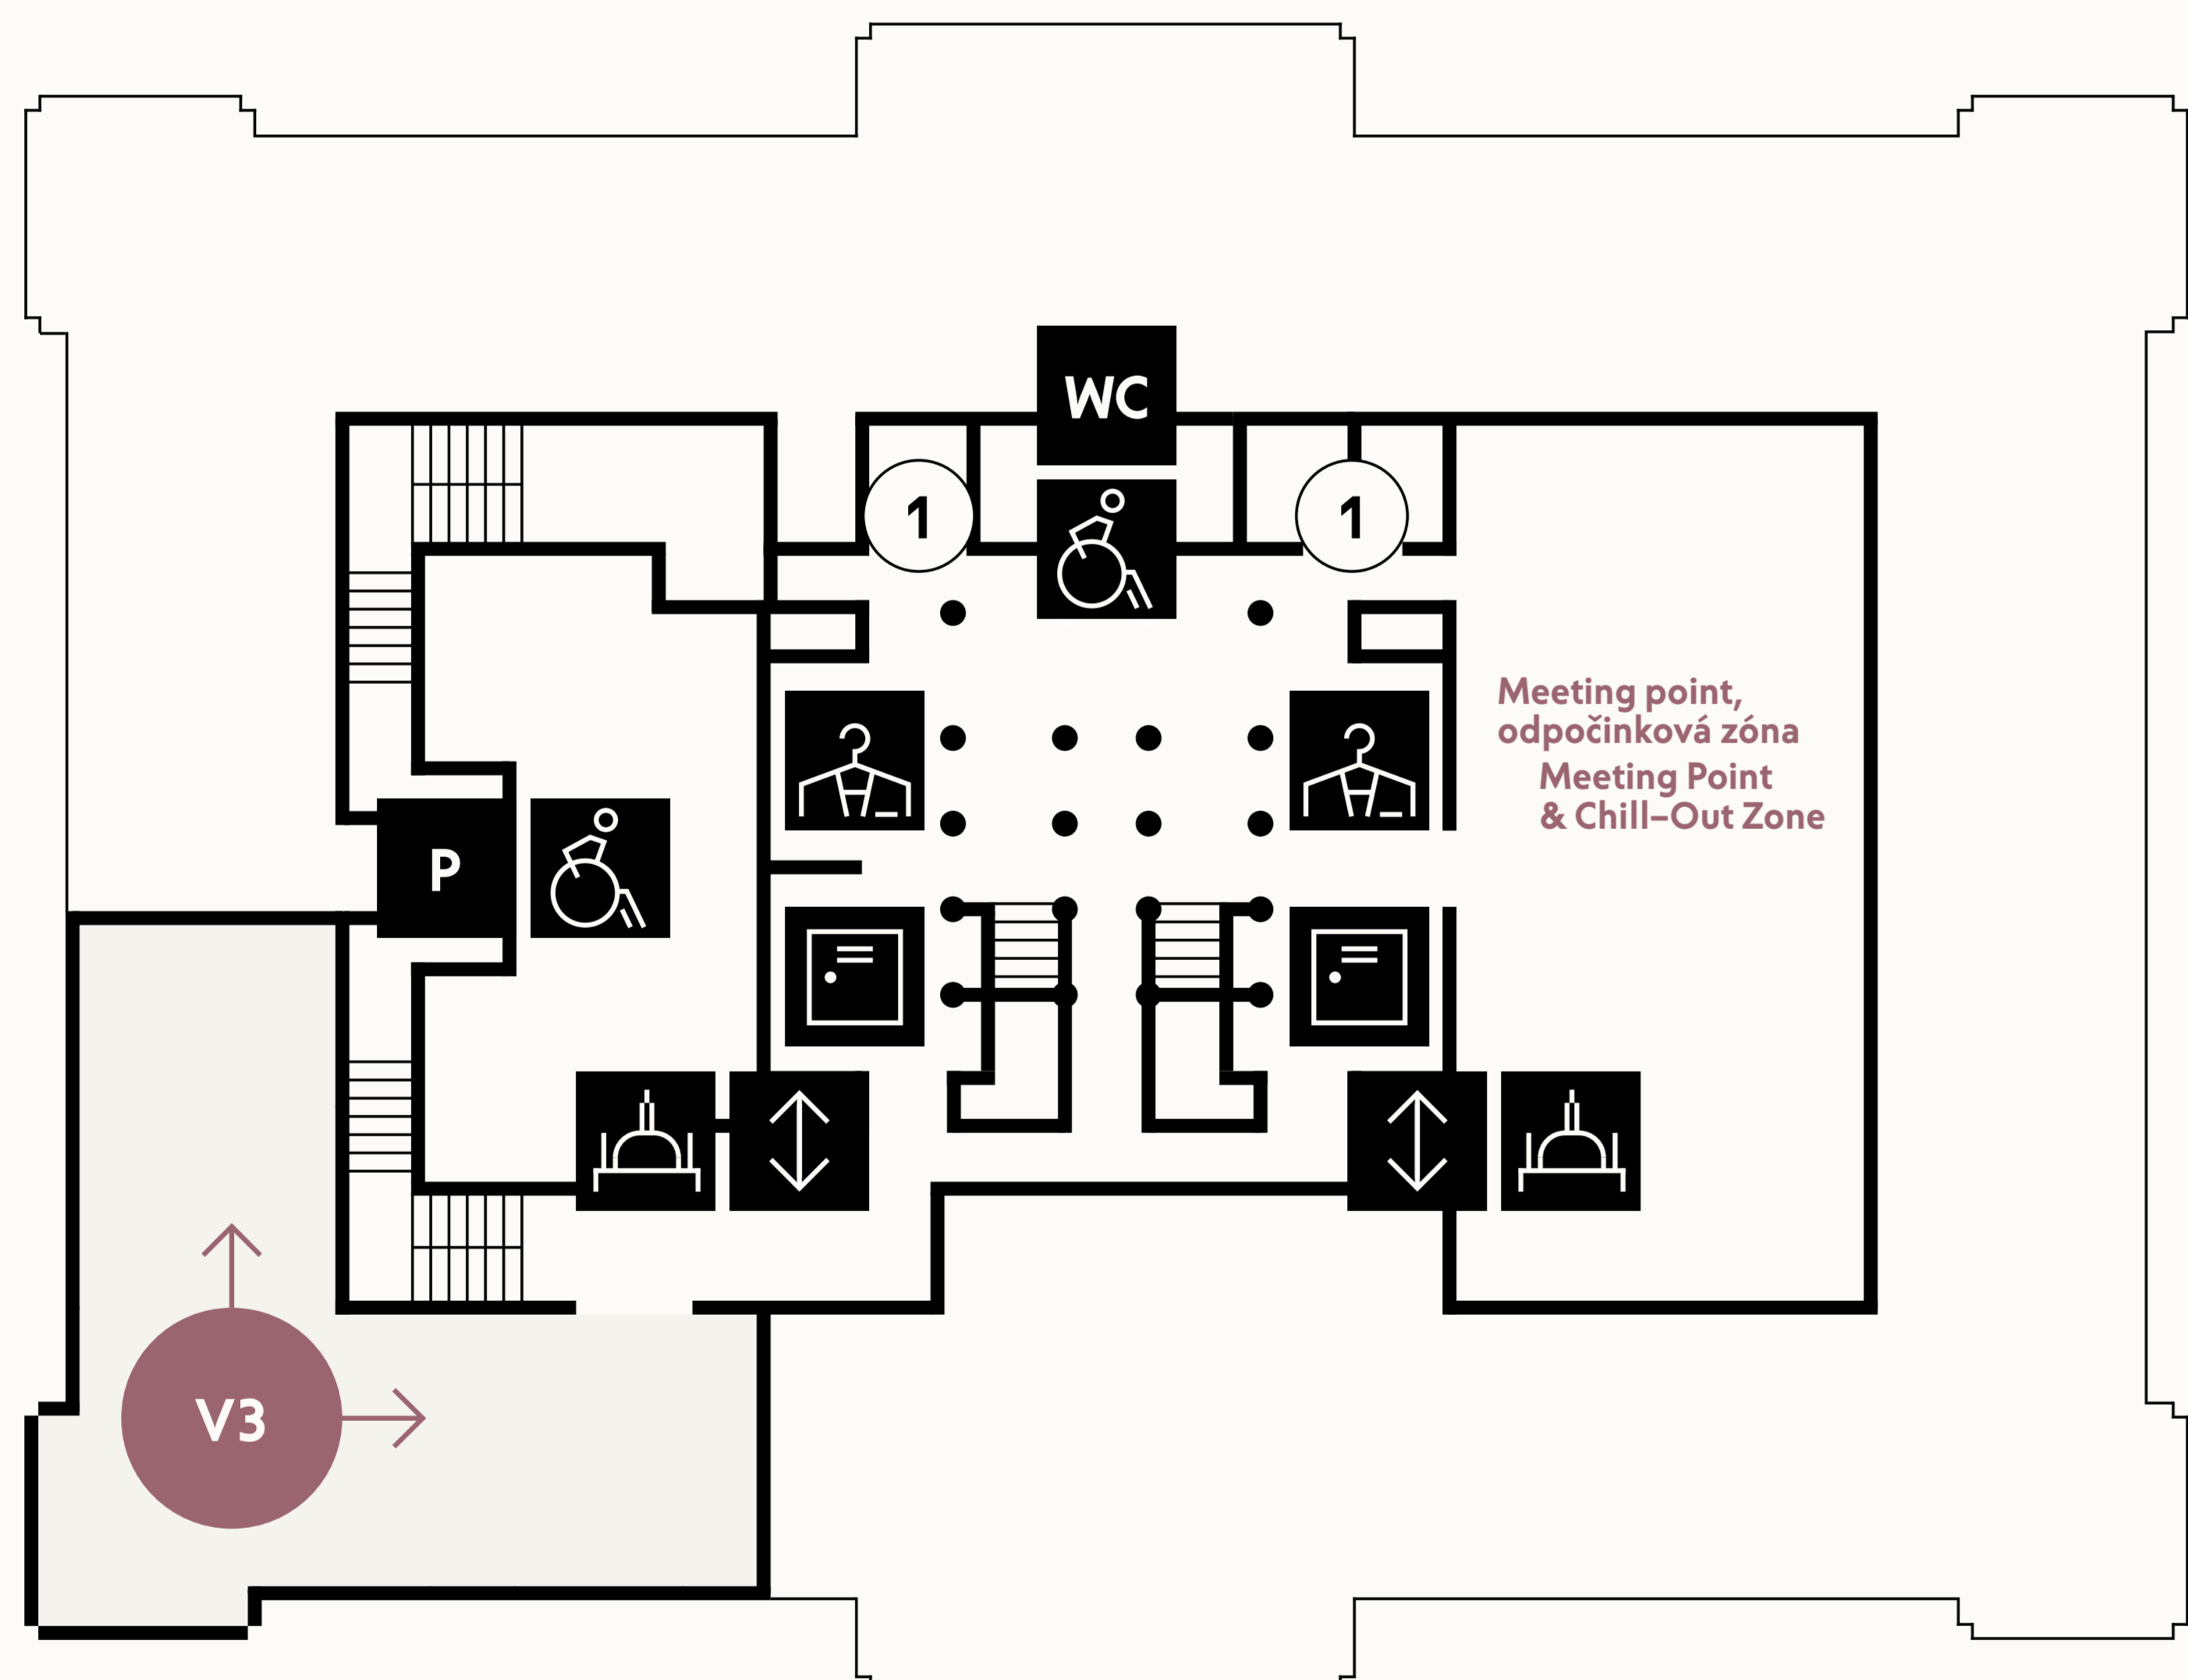 WC
1
1
Meeting point,
odpočinková zóna
Meeting Point
& Chill–Out Zone
P
V3